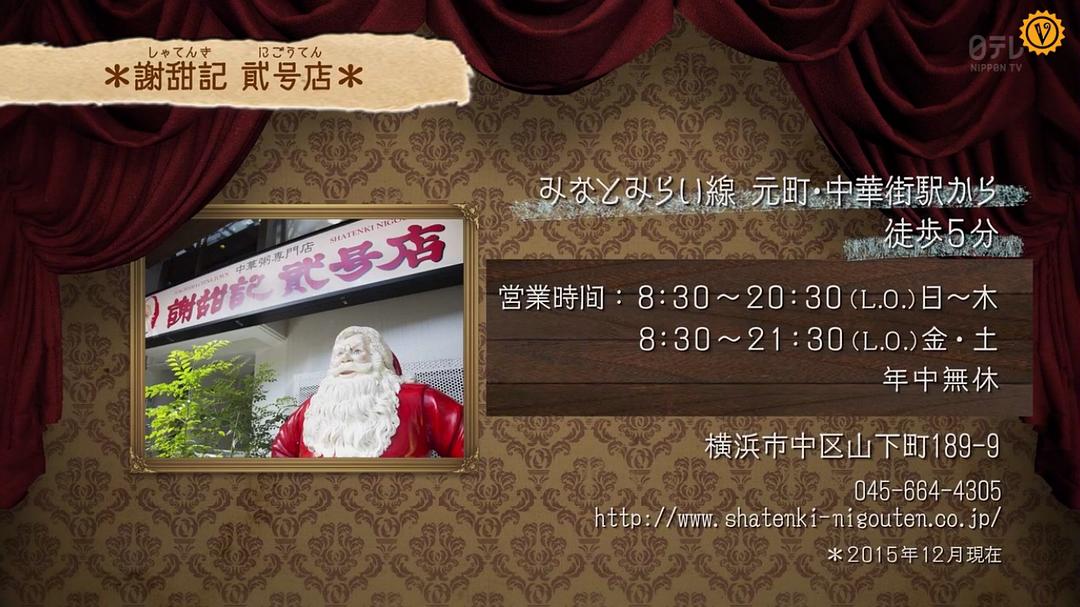 しゃてんき にごうてん
＊謝甜記 貮号店＊
日テレ
NIPPON TV
V
みなとみらい線 元町・中華街駅から
徒歩5分
SHATENKI NIGOU
中華粥専門店
謝甜記 貮号店
営業時間：8:30～20:30(L.O.)日～木
8:30～21:30(L.O.)金・土
年中無休
横浜市中区山下町189-9
045-664-4305
http://www.shatenki-nigouten.co.jp/
＊2015年12月現在